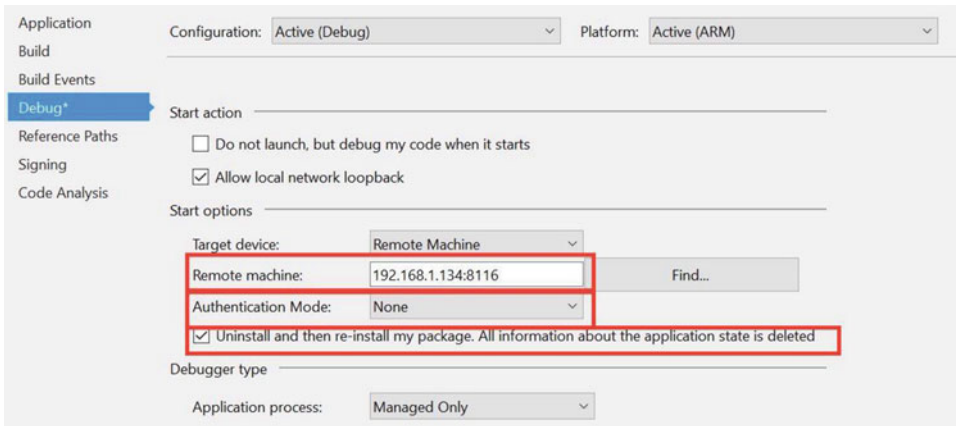 Application
Build
Build Events
Debug*
Reference Paths
Signing
Code Analysis
Configuration: Active (Debug) Platform: Active (ARM)
Start action
Do not launch, but debug my code when it starts
Allow local network loopback
Start options
Target device: Remote Machine
Remote machine: 192.168.1.134:8116 Find...
Authentication Mode: None
Uninstall and then re-install my package. All information about the application state is deleted
Debugger type
Application process: Managed Only